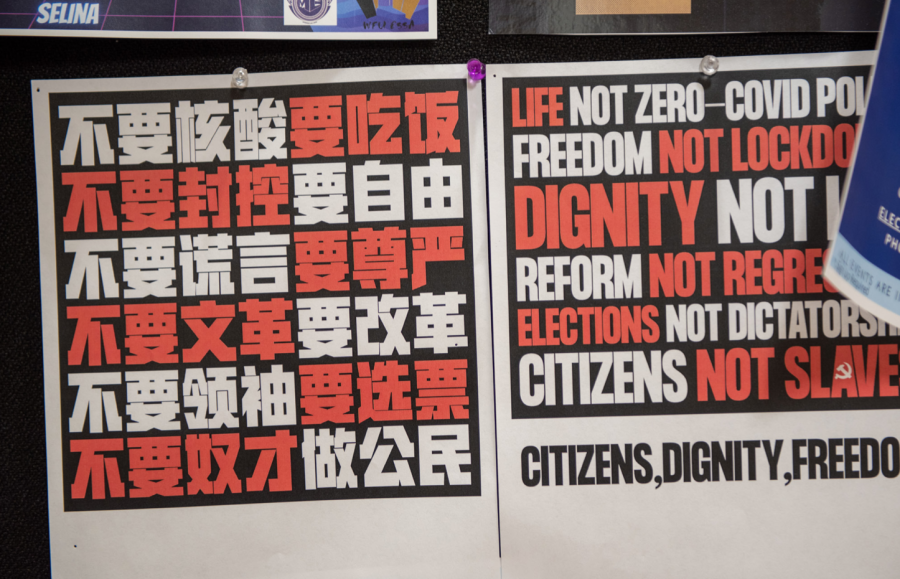 SELINA
不要核酸要吃饭
不要封控要自由
不要谎言要尊严
不要文革要改革
不要领袖要选票
不要奴才做公民
LIFE NOT ZERO-COVID
FREEDOM NOT
DIGNITY NOT
REFORM NOT
ELECTIONS NOT
CITIZENS NOT
CITIZENS,DIGNITY,